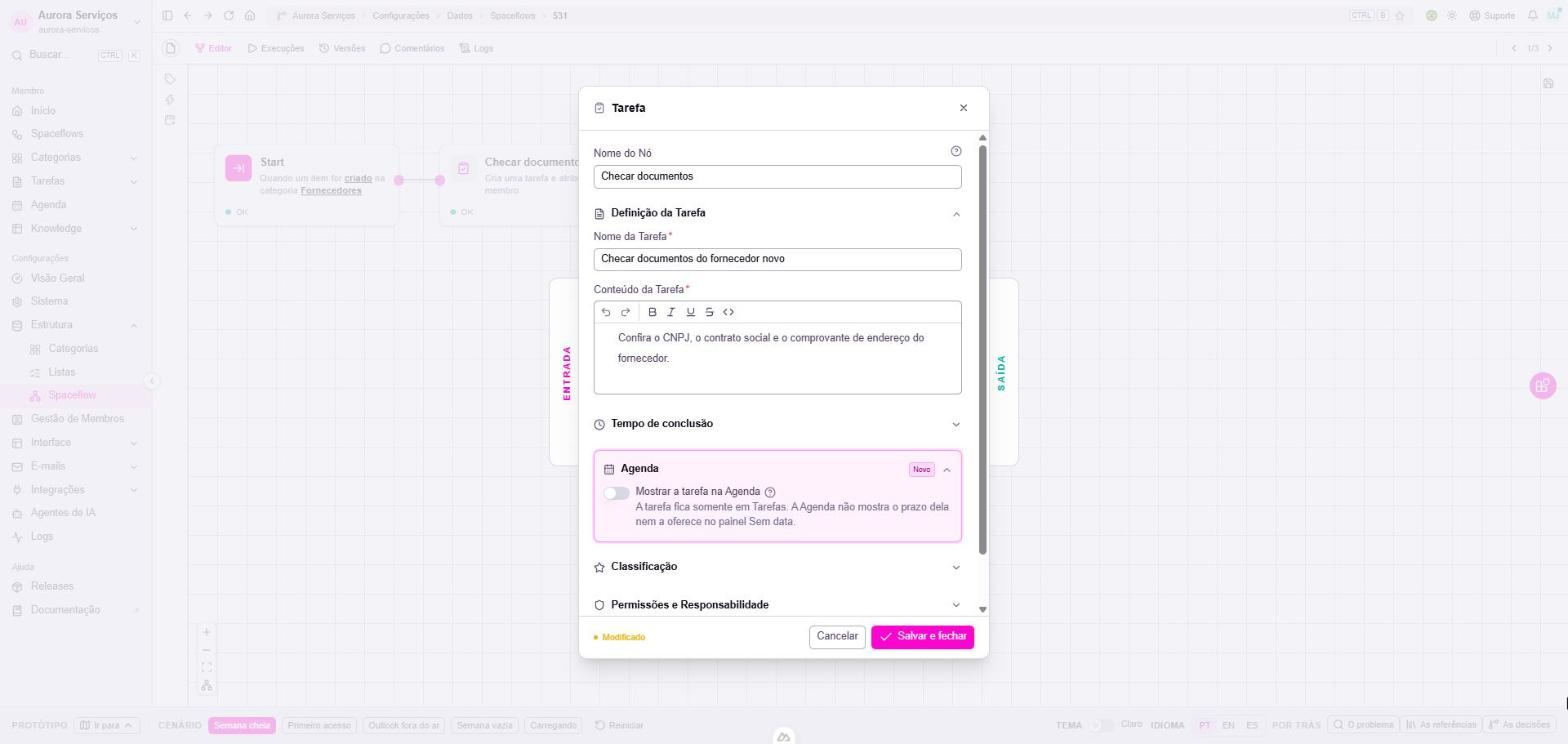 AU
Aurora Serviços
aurora-servicos
Buscar...
CTRL
K
Membro
Início
Spaceflows
Categorias
Tarefas
Agenda
Knowledge
Configurações
Visão Geral
Sistema
Estrutura
Categorias
Listas
Spaceflow
Gestão de Membros
Interface
E-mails
Integrações
Agentes de IA
Logs
Ajuda
Releases
Documentação
Aurora Serviços
Configurações
Dados
Spaceflows
531
CTRL
B
Suporte
MJ
Editor
Execuções
Versões
Comentários
Logs
1/3
Start
Quando um item for criado na
categoria Fornecedores
OK
Checar documento
Cria uma tarefa e atribu
membro
OK
ENTRADA
SAÍDA
Tarefa
Nome do Nó
Checar documentos
Definição da Tarefa
Nome da Tarefa*
Checar documentos do fornecedor novo
Conteúdo da Tarefa*
Confira o CNPJ, o contrato social e o comprovante de endereço do
fornecedor.
Tempo de conclusão
Agenda
Novo
Mostrar a tarefa na Agenda
A tarefa fica somente em Tarefas. A Agenda não mostra o prazo dela
nem a oferece no painel Sem data.
Classificação
Permissões e Responsabilidade
Modificado
Cancelar
Salvar e fechar
PROTÓTIPO
Ir para
CENÁRIO
Semana cheia
Primeiro acesso
Outlook fora do ar
Semana vazia
Carregando
Reiniciar
TEMA
Claro
IDIOMA
PT
EN
ES
POR TRÁS
O problema
As referências
As decisões